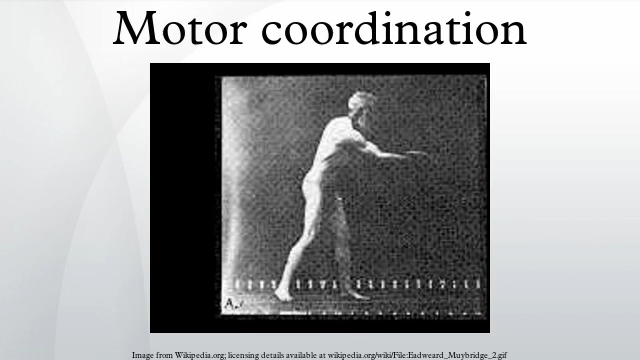 Motor coordination
A.
Image from Wikipedia.org; licensing details available at wikipedia.org/wiki/File:Eadweard_Muybridge_2.gif